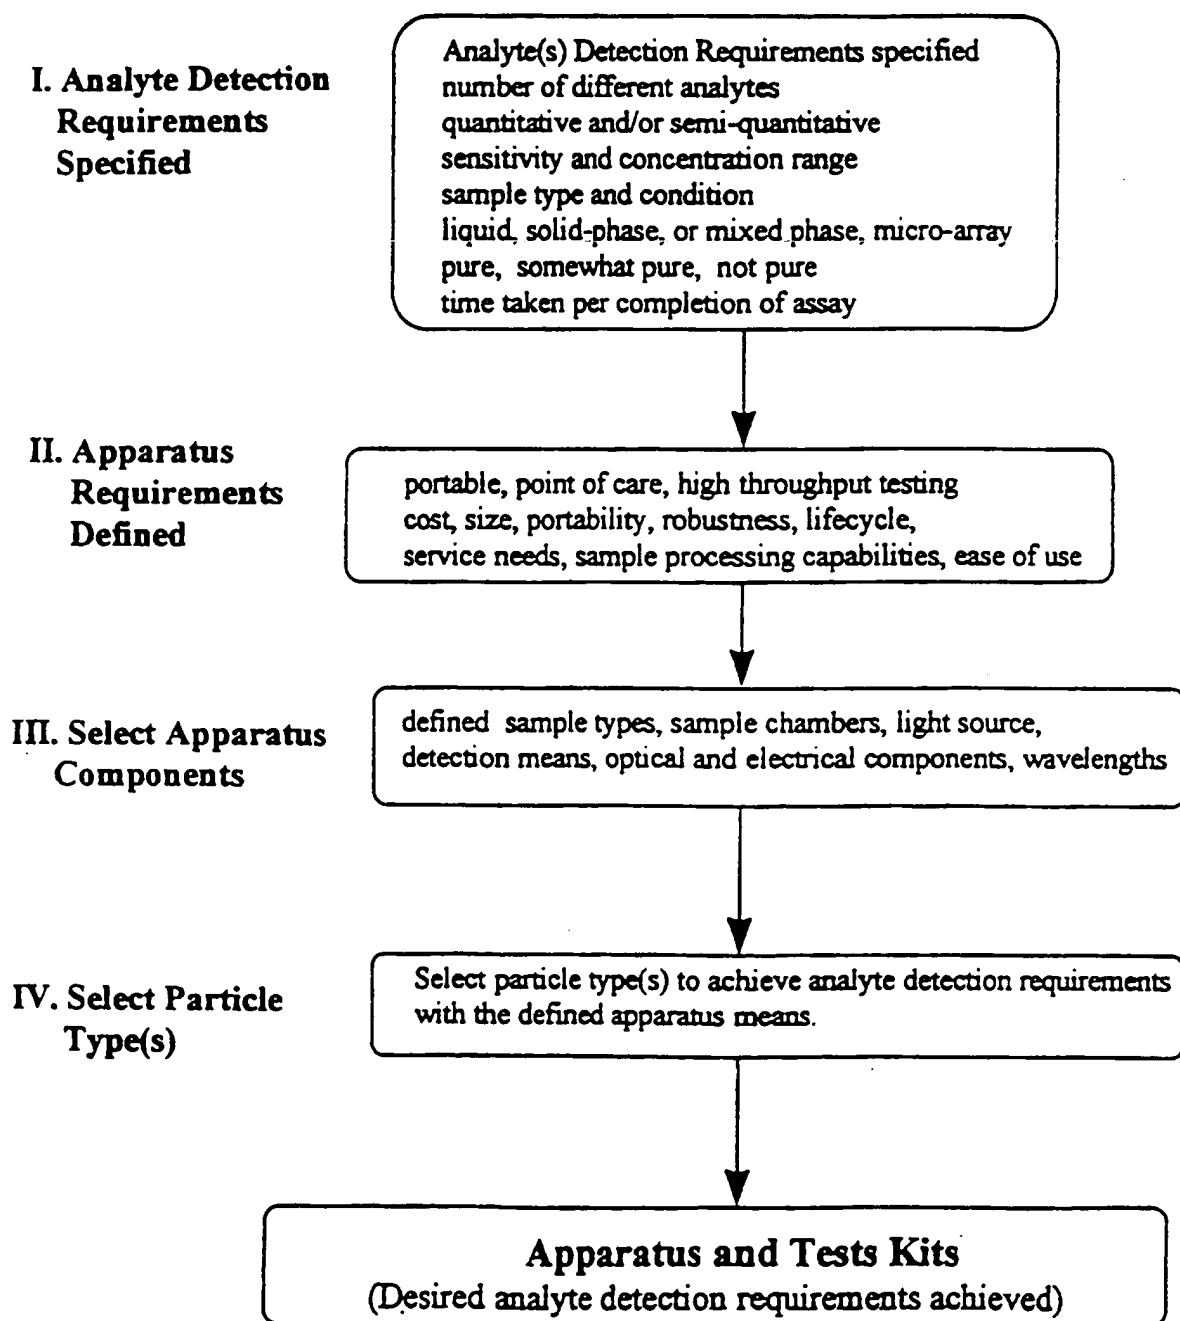 I. Analyte Detection
Requirements
Specified
Analyte(s) Detection Requirements specified
number of different analytes
quantitative and/or semi-quantitative
sensitivity and concentration range
sample type and condition
liquid, solid-phase, or mixed phase, micro-array
pure, somewhat pure, not pure
time taken per completion of assay
II. Apparatus
Requirements
Defined
portable, point of care, high throughput testing
cost, size, portability, robustness, lifecycle,
service needs, sample processing capabilities, ease of use
III. Select Apparatus
Components
defined sample types, sample chambers, light source,
detection means, optical and electrical components, wavelengths
IV. Select Particle
Type(s)
Select particle type(s) to achieve analyte detection requirements
with the defined apparatus means.
Apparatus and Tests Kits
(Desired analyte detection requirements achieved)